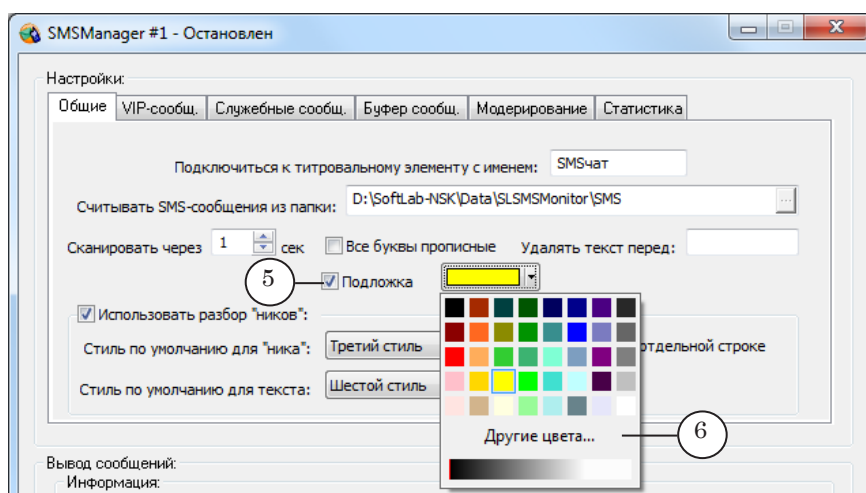 SMSManager #1 - Остановлен
Настройки:
Общие VIP-сообщ. Служебные сообщ. Буфер сообщ. Модерирование Статистика
Подключиться к титровальному элементу с именем: SMSчат
Считывать SMS-сообщения из папки: D:\SoftLab-NSK\Data\SLSMSMonitor\SMS ...
Сканировать через 1 сек Все буквы прописные Удалять текст перед:
5 Подложка
Использовать разбор "ников":
Стиль по умолчанию для "ника": Третий стиль отдельной строке
Стиль по умолчанию для текста: Шестой стиль
Другие цвета... 6
Вывод сообщений:
Информация: